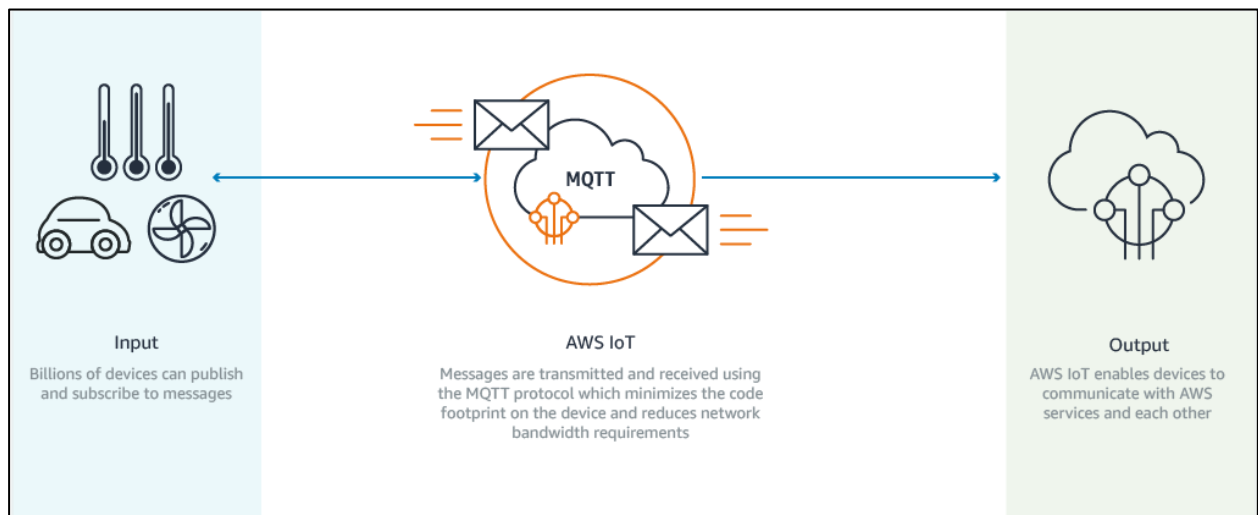 MQTT
Input
Billions of devices can publish
and subscribe to messages
AWS IoT
Messages are transmitted and received using
the MQTT protocol which minimizes the code
footprint on the device and reduces network
bandwidth requirements
Output
AWS IoT enables devices to
communicate with AWS
services and each other